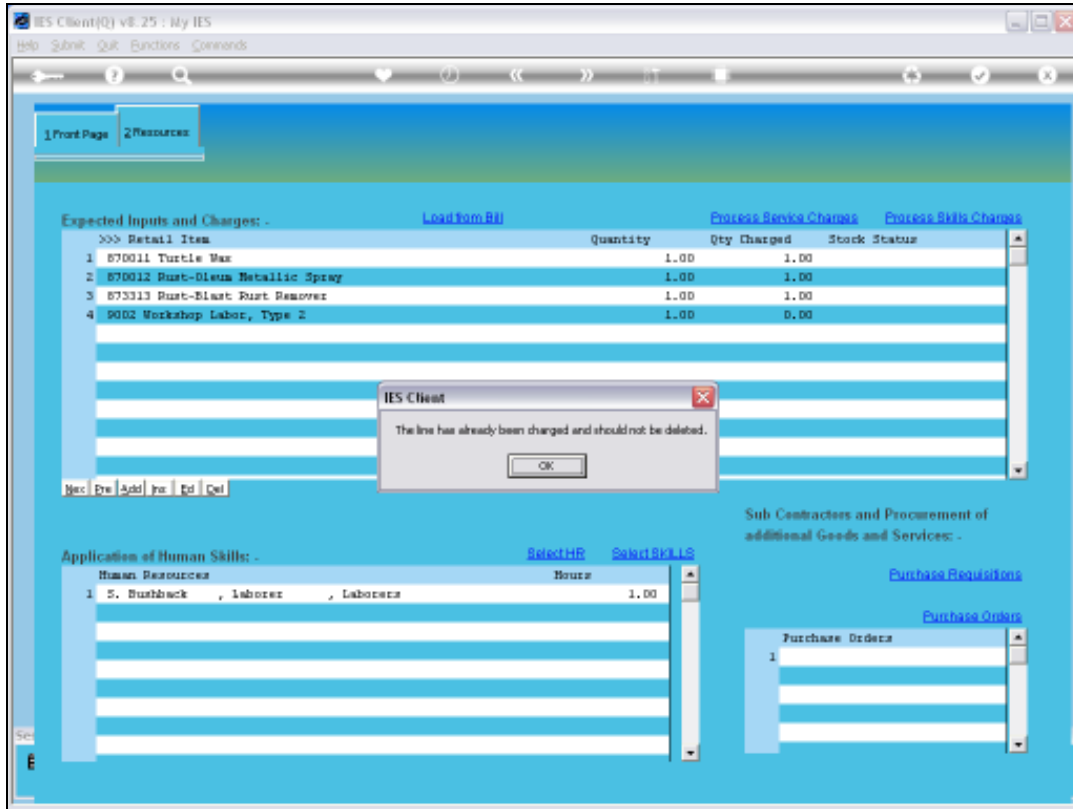 IES Client(Q) v8.25 : My IES
Help Submit Quit Functions Commands
1 Front Page
2 Resources
Expected Inputs and Charges: -
Load from Bill
Process Service Charges
Process Skills Charges
>>> Retail Item Quantity Qty Charged Stock Status
1 870011 Turtle Wax 1.00 1.00
2 870012 Rust-Oleum Metallic Spray 1.00 1.00
3 873313 Rust-Blast Rust Remover 1.00 1.00
4 9002 Workshop Labor, Type 2 1.00 0.00
IES Client
The line has already been charged and should not be deleted.
OK
Nex Pre Add Ins Ed Del
Sub Contractors and Procurement of
additional Goods and Services: -
Application of Human Skills: -
Select HR
Select SKILLS
Purchase Requisitions
Human Resources Hours
1 S. Bushback , laborer , Laborers 1.00
Purchase Orders
Purchase Orders
1